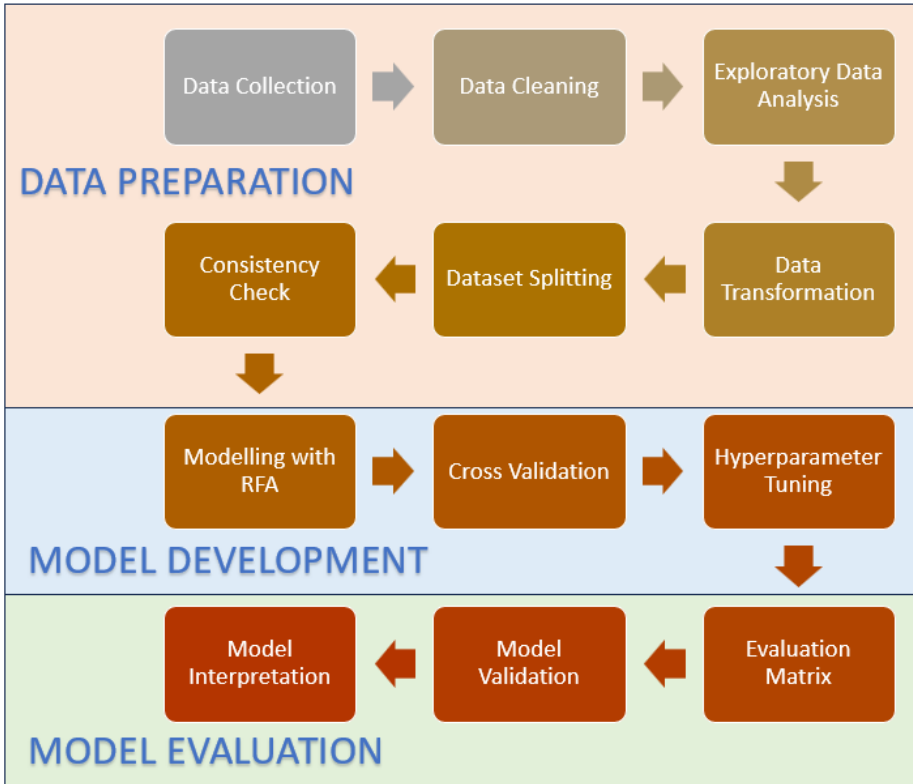 Data Collection
Data Cleaning
Exploratory Data
Analysis
DATA PREPARATION
Consistency
Check
Dataset Splitting
Data
Transformation
Modelling with
RFA
Cross Validation
Hyperparameter
Tuning
MODEL DEVELOPMENT
Model
Interpretation
Model
Validation
Evaluation
Matrix
MODEL EVALUATION